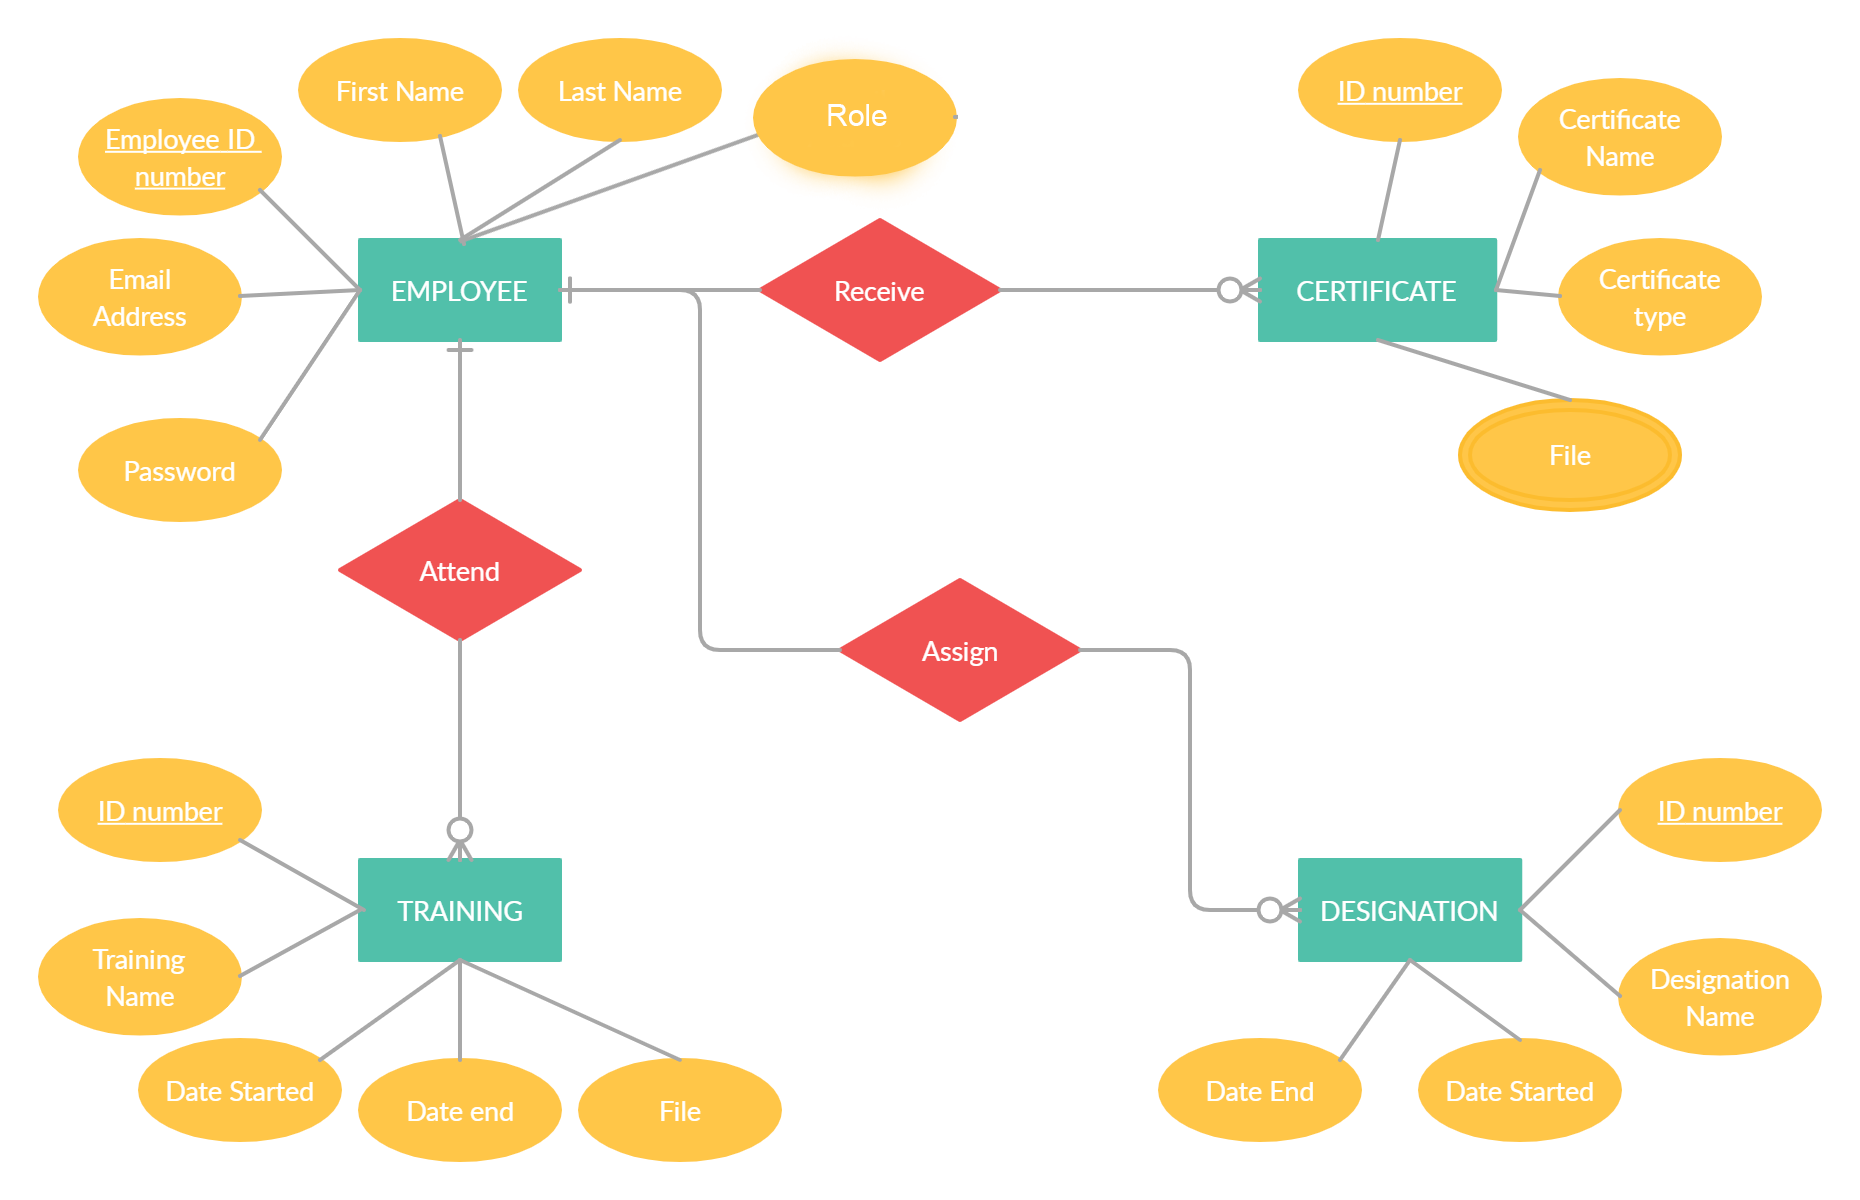 First Name
Last Name
Role
Employee ID
number
Email
Address
Password
EMPLOYEE
Receive
CERTIFICATE
ID number
Certificate
Name
Certificate
type
File
Attend
Assign
TRAINING
ID number
Training
Name
Date Started
Date end
File
DESIGNATION
ID number
Designation
Name
Date End
Date Started